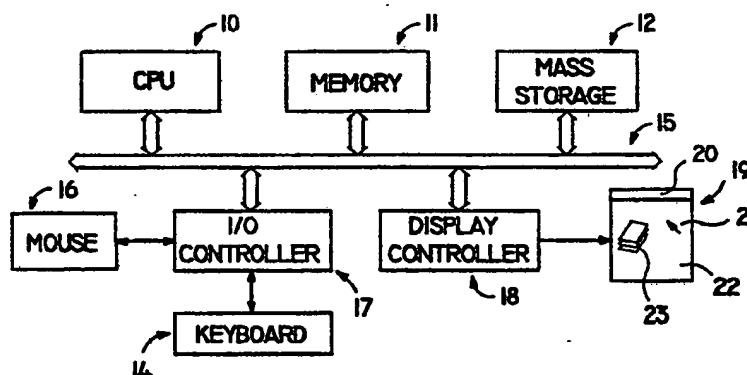 10
11
12
CPU
MEMORY
MASS
STORAGE
15
20
19
16
2
MOUSE
I/O
CONTROLLER
DISPLAY
CONTROLLER
22
17
18
23
KEYBOARD
14